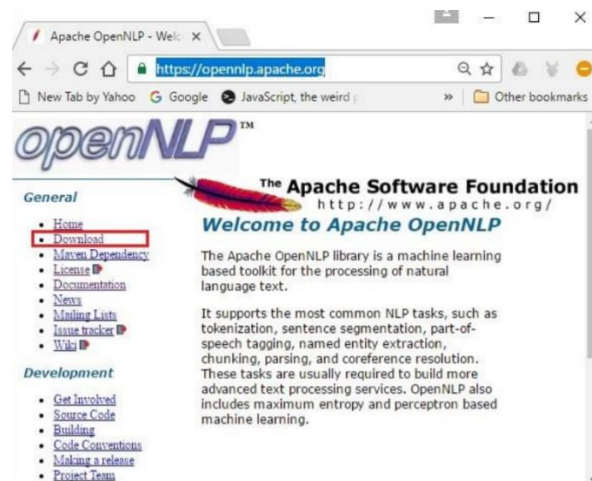 Apache OpenNLP - Welc
https://opennlp.apache.org
New Tab by Yahoo Google JavaScript, the weird p » Other bookmarks
openNLP™
The Apache Software Foundation
http://www.apache.org/
General
Home
Download
Maven Dependency
License
Documentation
News
Mailing Lists
Issue tracker
Wiki
Development
Get Involved
Source Code
Building
Code Conventions
Making a release
Project Team
Welcome to Apache OpenNLP
The Apache OpenNLP library is a machine learning
based toolkit for the processing of natural
language text.
It supports the most common NLP tasks, such as
tokenization, sentence segmentation, part-of-
speech tagging, named entity extraction,
chunking, parsing, and coreference resolution.
These tasks are usually required to build more
advanced text processing services. OpenNLP also
includes maximum entropy and perceptron based
machine learning.